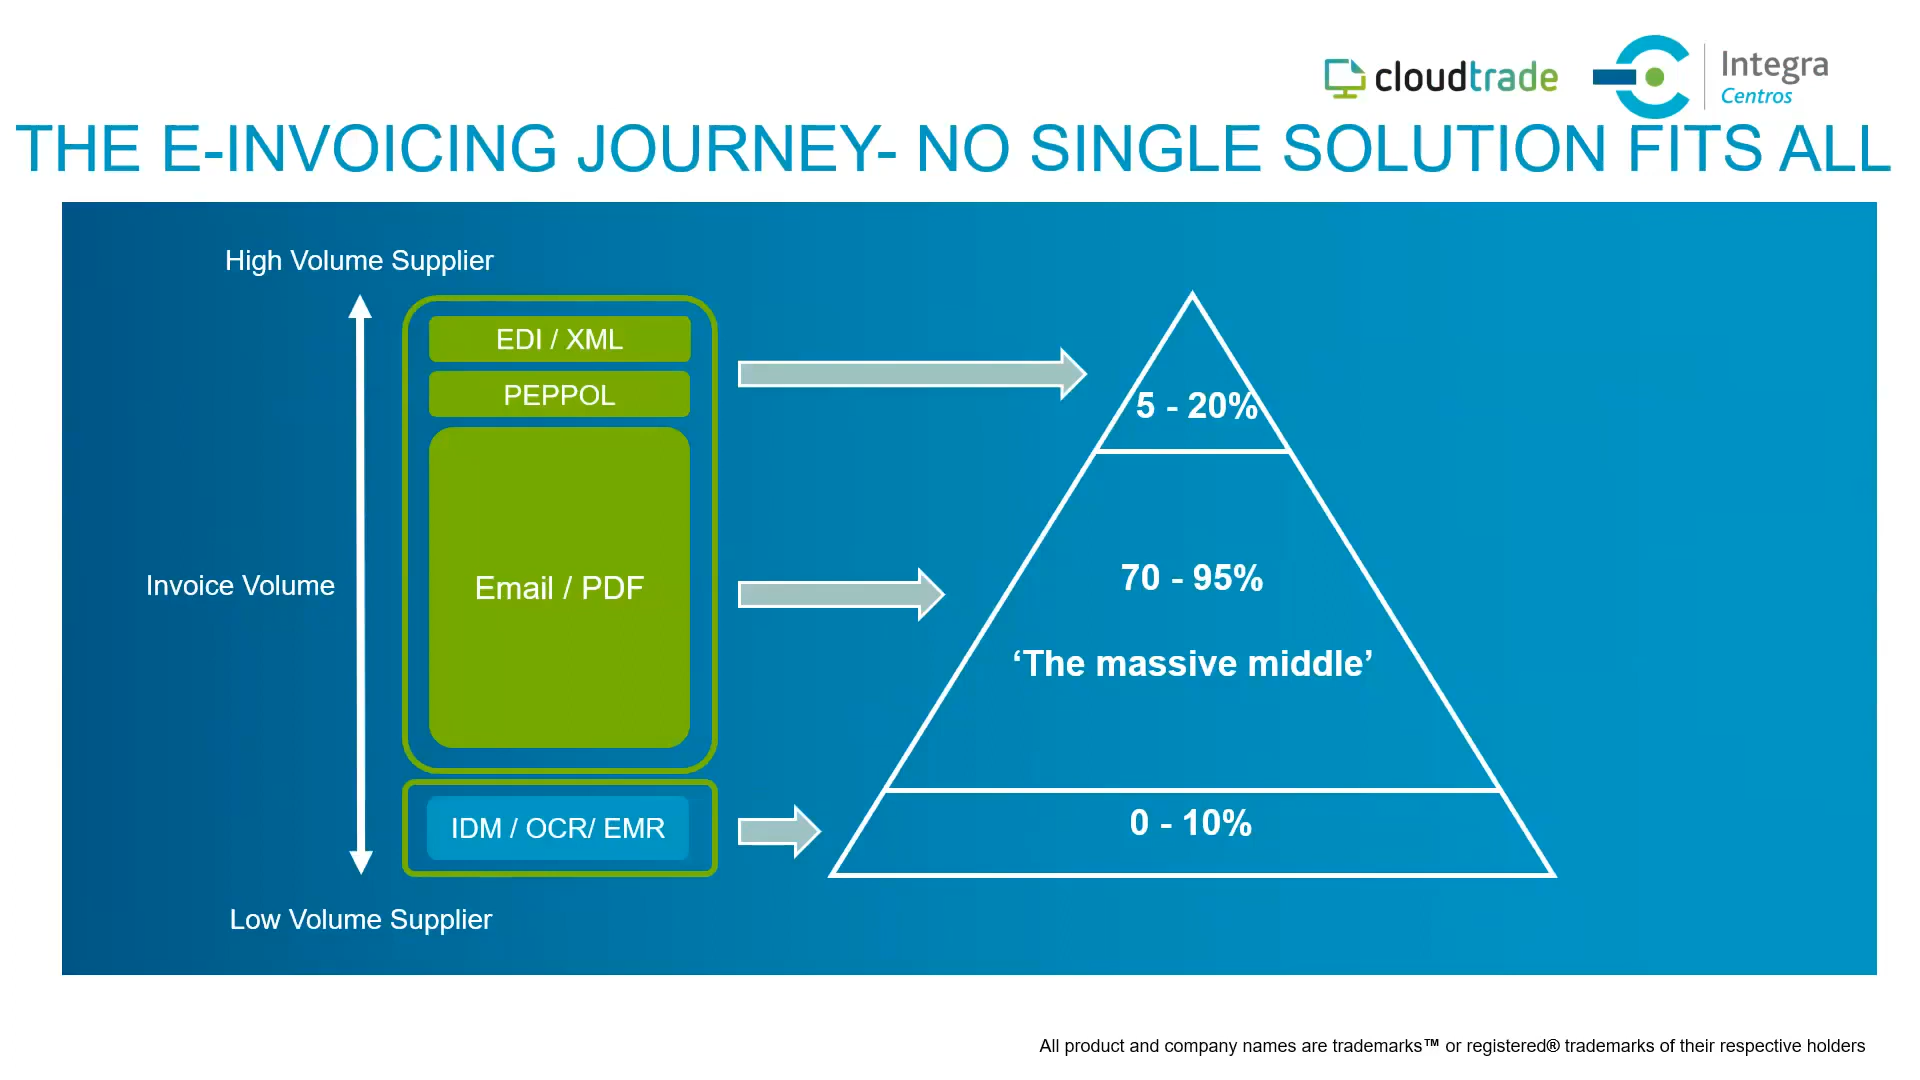 cloudtrade
Integra
Centros
THE E-INVOICING JOURNEY- NO SINGLE SOLUTION FITS ALL
High Volume Supplier
EDI / XML
PEPPOL
5 - 20%
Invoice Volume
Email / PDF
70 - 95%
‘The massive middle’
IDM / OCR/ EMR
0 - 10%
Low Volume Supplier
All product and company names are trademarks™ or registered® trademarks of their respective holders